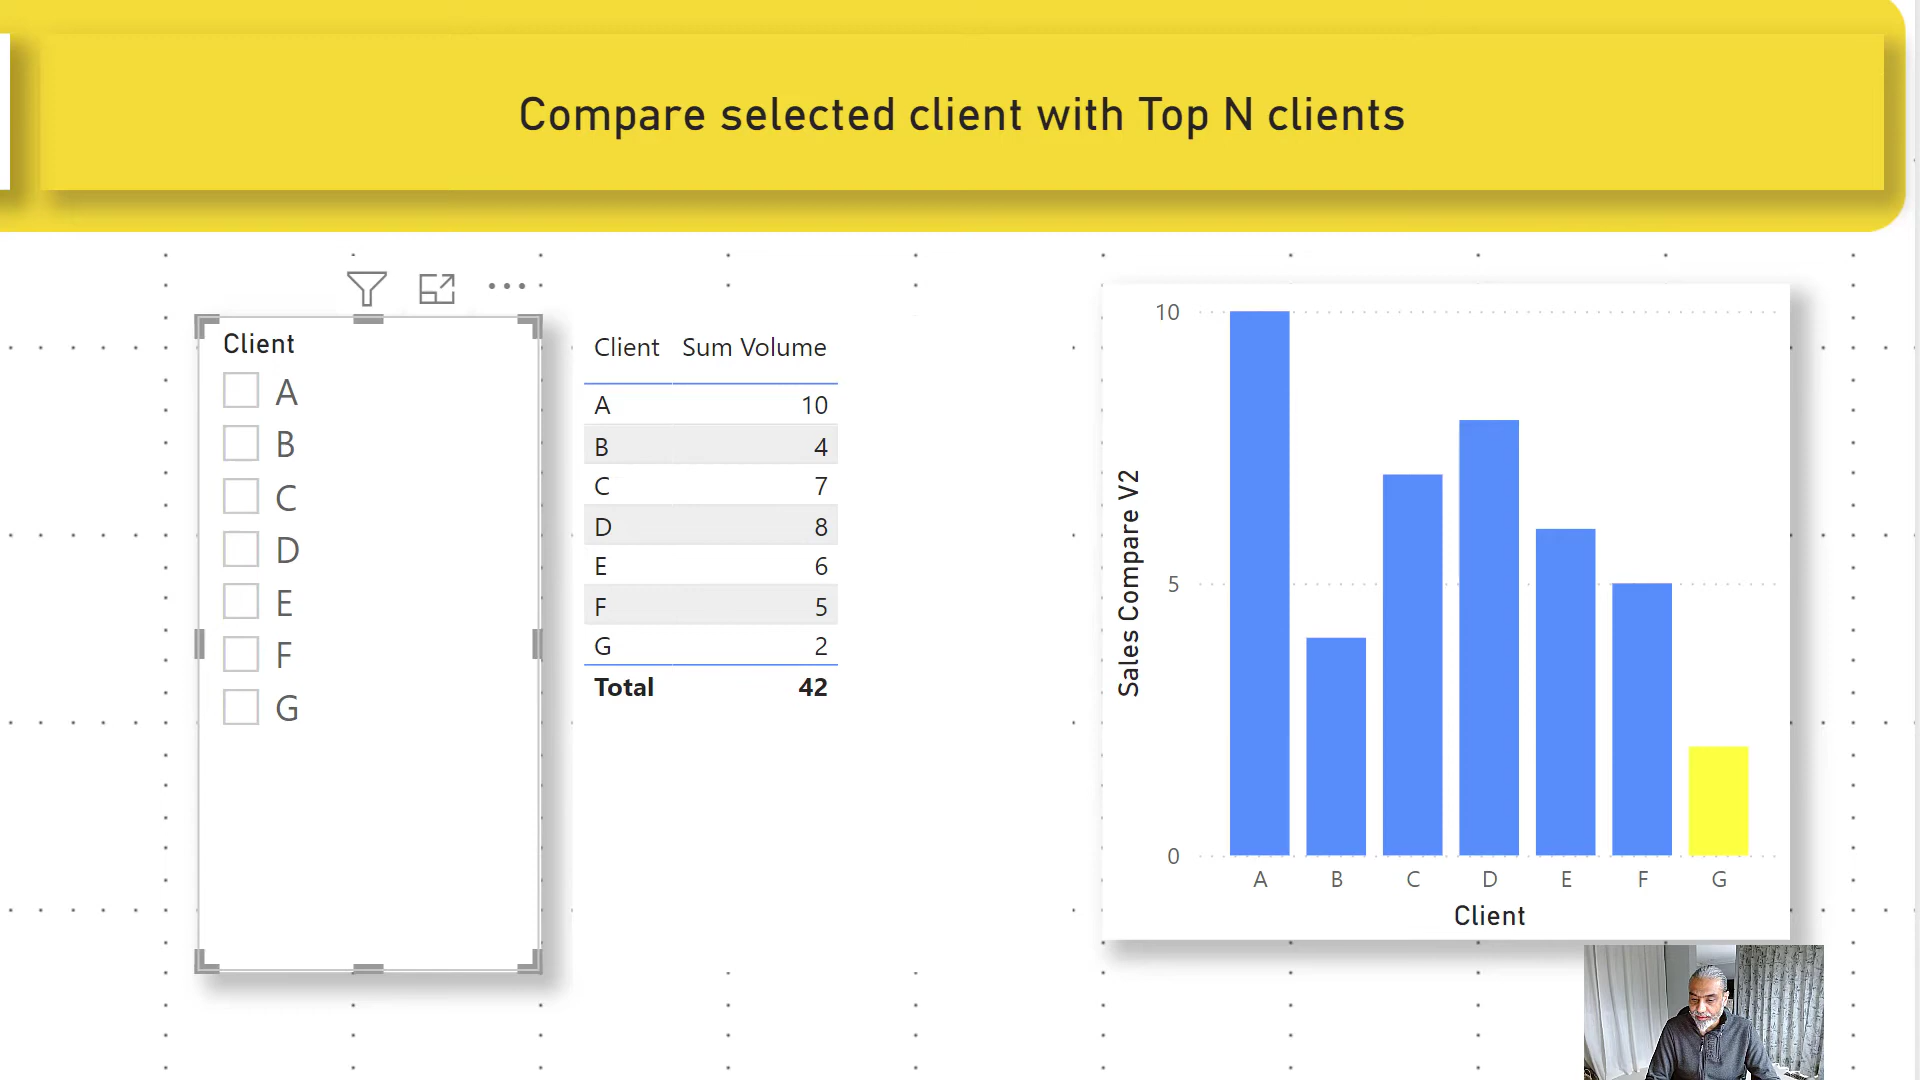 Compare selected client with Top N clients
Client
A
B
C
D
E
F
G
Client Sum Volume
A 10
B 4
C 7
D 8
E 6
F 5
G 2
Total 42
Sales Compare V2
10
5
0
A B C D E F G
Client